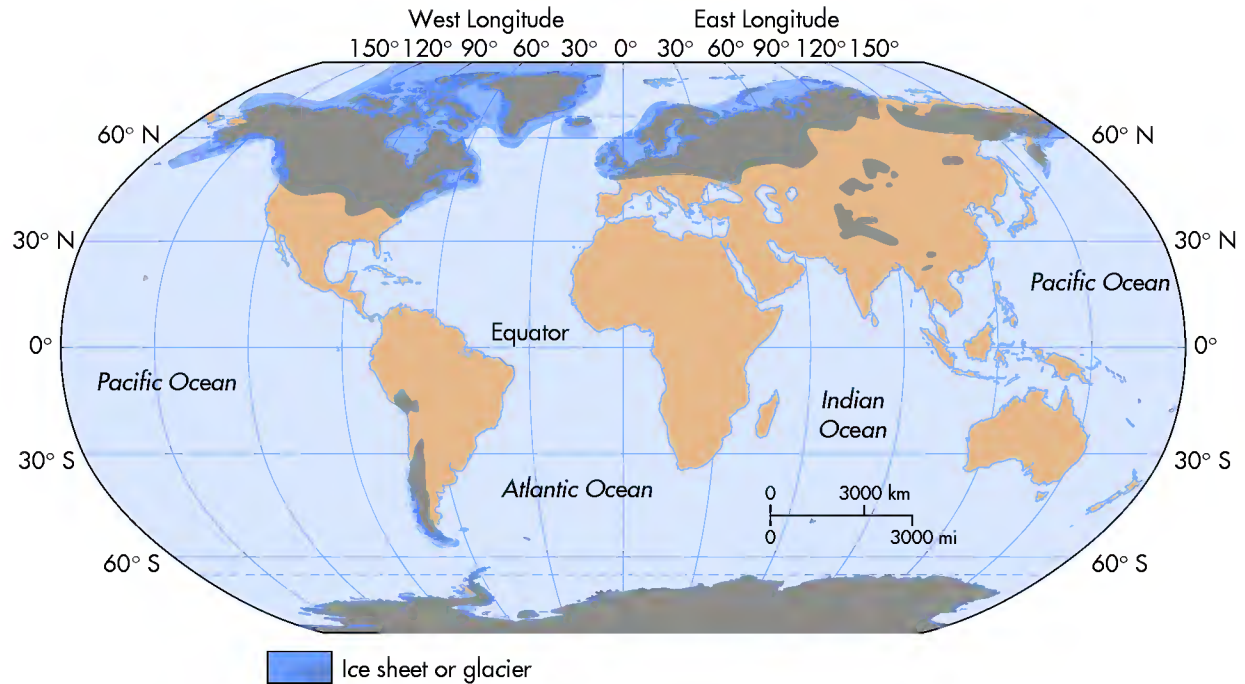 West Longitude East Longitude
150° 120° 90° 60° 30° 0° 30° 60° 90° 120° 150°
60° N 60° N
30° N 30° N
Pacific Ocean
Equator
0° 0°
Pacific Ocean
Indian
Ocean
30° S 30° S
Atlantic Ocean
0 3000 km
0 3000 mi
60° S 60° S
Ice sheet or glacier